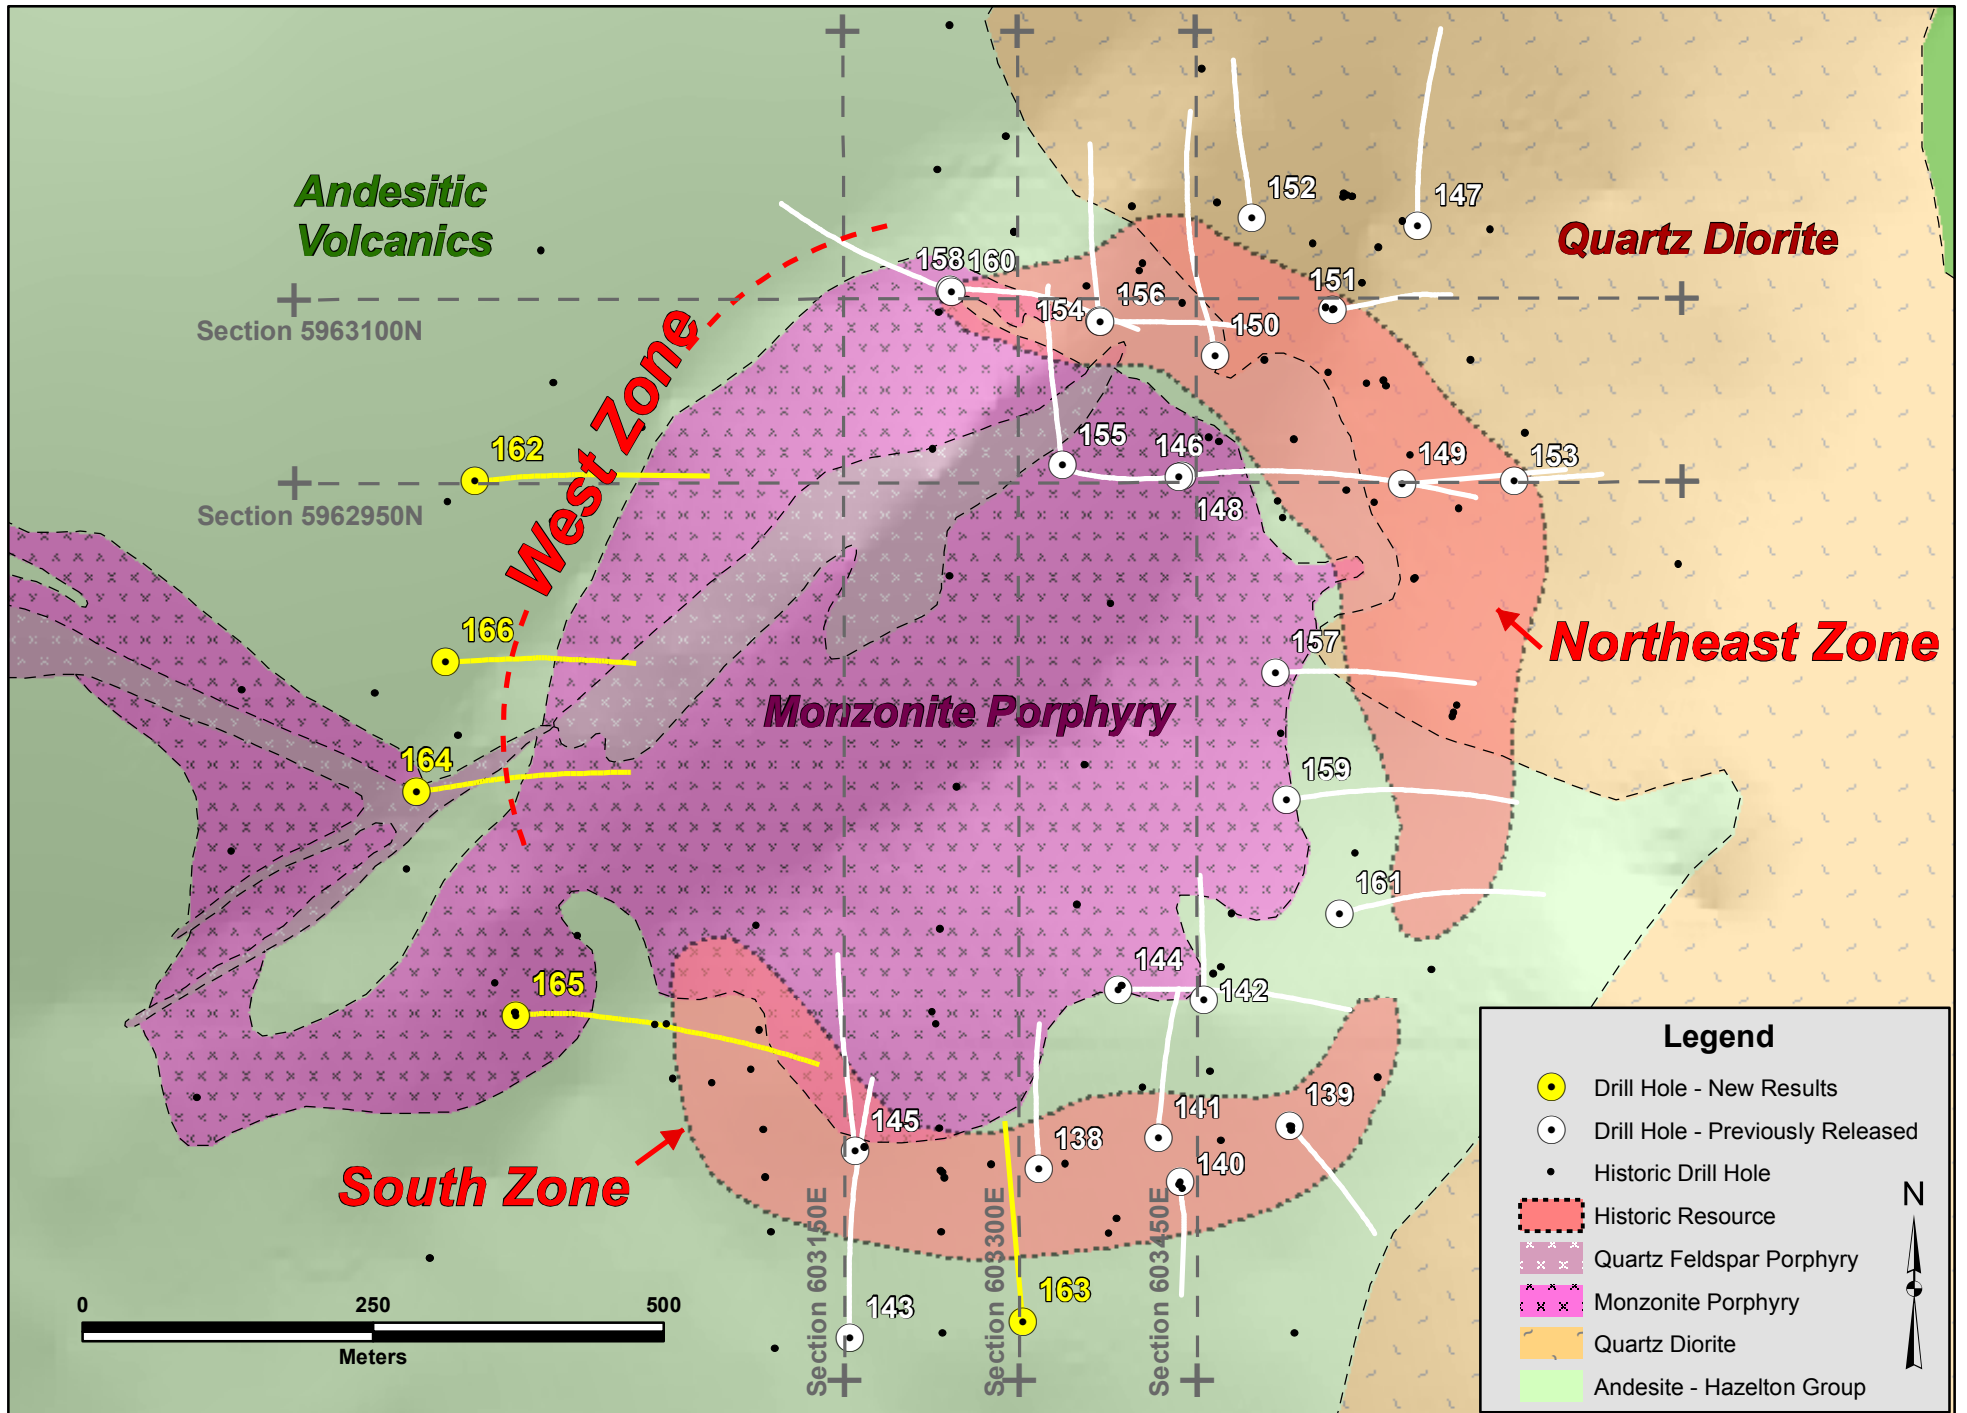 Andesitic
Volcanics
152
147
Quartz Diorite
158
160
151
154
156
150
Section 5963100N
West Zone
162
155
146
149
153
148
Section 5962950N
166
157
Northeast Zone
Monzonite Porphyry
164
159
161
165
144
142
145
138
141
139
140
South Zone
163
143
Section 603150E
Section 603300E
Section 603450E
0
250
500
Meters
Legend
Drill Hole - New Results
Drill Hole - Previously Released
Historic Drill Hole
Historic Resource
Quartz Feldspar Porphyry
Monzonite Porphyry
Quartz Diorite
Andesite - Hazelton Group
N